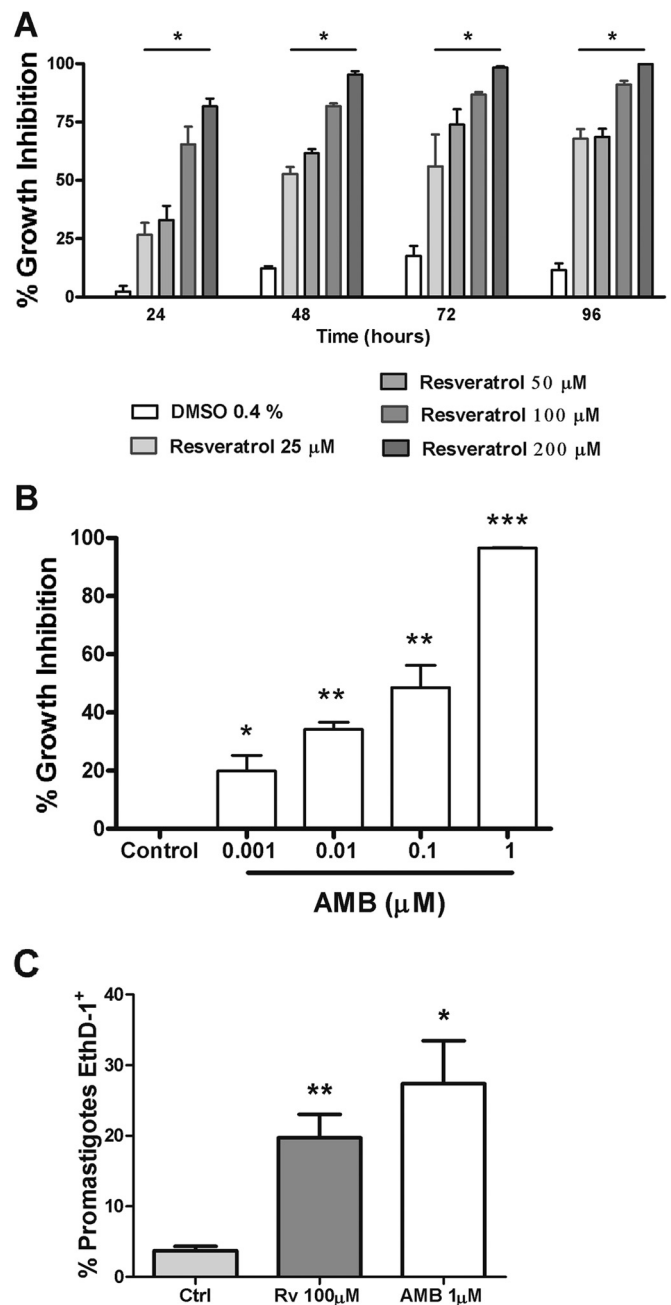 A
* * * *
% Growth Inhibition
100
75
50
25
0
24 48 72 96
Time (hours)
DMSO 0.4 %
Resveratrol 25 μM
Resveratrol 50 μM
Resveratrol 100 μM
Resveratrol 200 μM
B
% Growth Inhibition
100
80
60
40
20
0
* ** ** ***
Control 0.001 0.01 0.1 1
AMB (μM)
C
% Promastigotes EthD-1+
40
30
20
10
0
** *
Ctrl Rv 100μM AMB 1μM